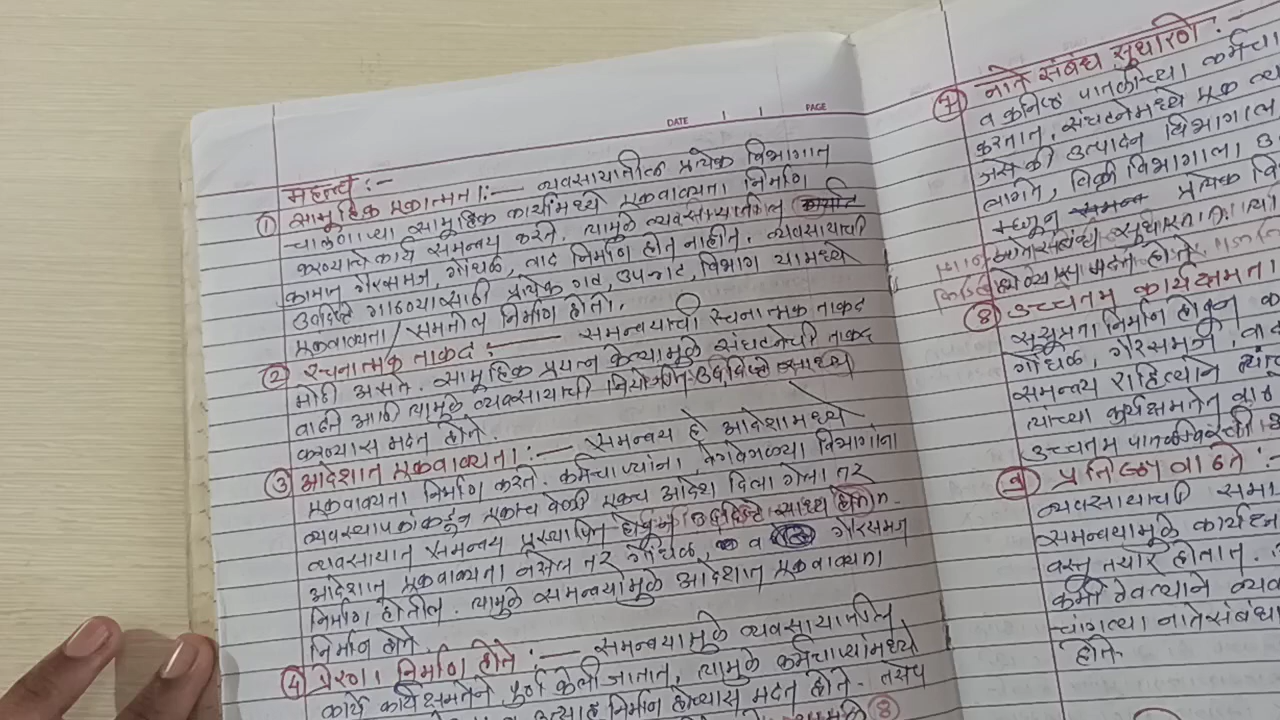 DATE / / PAGE
महत्त्व :-
① सामूहिक एकात्मता :- व्यवसायातील प्रत्येक विभागात
चालणाऱ्या सामूहिक कार्यामध्ये एकवाक्यता निर्माण
करण्याचे कार्य समन्वय करते. त्यामुळे व्यवसायातील
कामात गैरसमज, गोंधळ, वाद निर्माण होत नाहीत. व्यवसायाची
उद्दिष्टे गाठण्यासाठी प्रत्येक गट, उपगट, विभाग यामध्ये
एकवाक्यता / समतोल निर्माण होतो.
② रचनात्मक ताकद :- समन्वयाची रचनात्मक ताकद
मोठी असते. सामूहिक प्रयत्न केल्यामुळे संघटनेची ताकद
वाढते आणि त्यामुळे व्यवसायाची नियोजीत उद्दिष्टे साध्य
करण्यास मदत होते.
③ आदेशात एकवाक्यता :- समन्वय हे आदेशामध्ये
एकवाक्यता निर्माण करते. कर्मचाऱ्यांना, वेगवेगळ्या विभागांना
व्यवस्थापकांकडून एकाच वेळी एकच आदेश दिला गेला तर
व्यवसायात समन्वय प्रस्थापित होवून उद्दिष्टे साध्य होतात.
आदेशात एकवाक्यता नसेल तर गोंधळ, व गैरसमज
निर्माण होतील. त्यामुळे समन्वयामुळे आदेशात एकवाक्यता
निर्माण होते.
④ प्रेरणा निर्माण होते :- समन्वयामुळे व्यवसायातील
कार्य कार्यक्षमतेने पूर्ण केली जातात, त्यामुळे कर्मचाऱ्यांमध्ये
उत्साह निर्माण होण्यास मदत होते. तसेच
⑦ नाते संबंध सुधारणे :-
व कनिष्ठ पातळीच्या कर्मचा
करतात. संघटनेमध्ये एक व्य
जसे की उत्पादन विभागाल
लागते, विक्री विभागाला
म्हणून प्रत्येक वि
नातेसंबंध सुधारतात.
होते.
⑧ उच्चतम कार्यक्षमता
सुसूत्रता निर्माण होवून क
गोंधळ, गैरसमज, वा
समन्वय राहिल्याने त्यां
त्यांच्या कार्यक्षमतेत वाढ
उच्चतम पातळीवरची
⑨ प्रतिष्ठा वाढते :-
व्यवसायाची समा
समन्वयामुळे कार्यक्ष
वस्तू तयार होतात.
कमी ठेवल्याने व्यव
चांगल्या नातेसंबंधा
होते.